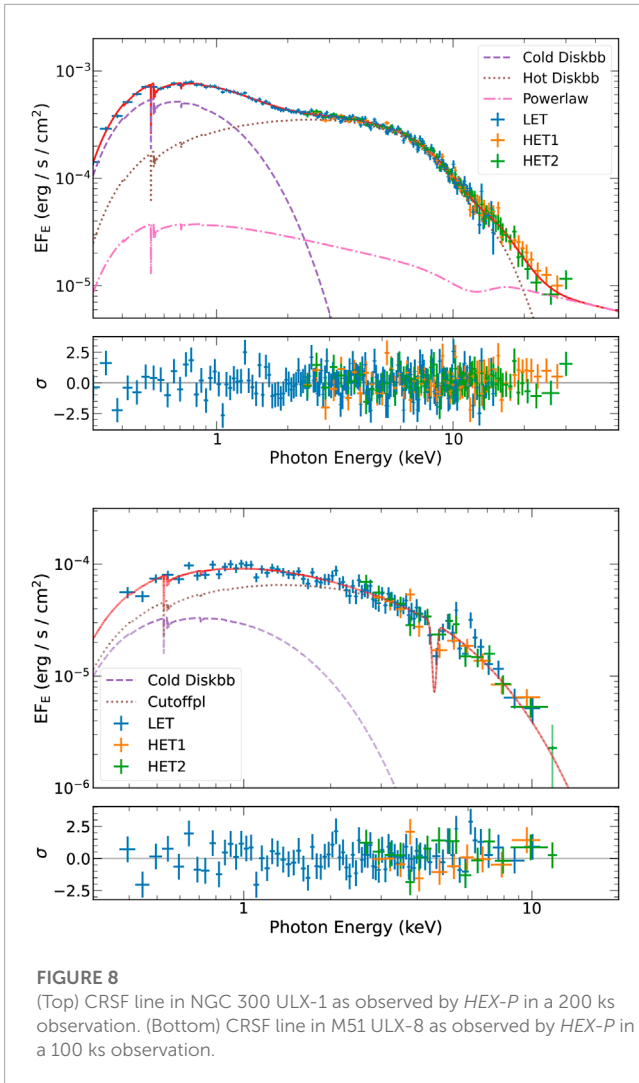 10⁻³
10⁻⁴
10⁻⁵
EF_E (erg / s / cm²)
Cold Diskbb
Hot Diskbb
Powerlaw
LET
HET1
HET2
2.5
0.0
−2.5
σ
1
10
Photon Energy (keV)
10⁻⁴
10⁻⁵
10⁻⁶
EF_E (erg / s / cm²)
Cold Diskbb
Cutoffpl
LET
HET1
HET2
2.5
0.0
−2.5
σ
1
10
Photon Energy (keV)
FIGURE 8
(Top) CRSF line in NGC 300 ULX-1 as observed by HEX-P in a 200 ks
observation. (Bottom) CRSF line in M51 ULX-8 as observed by HEX-P in
a 100 ks observation.